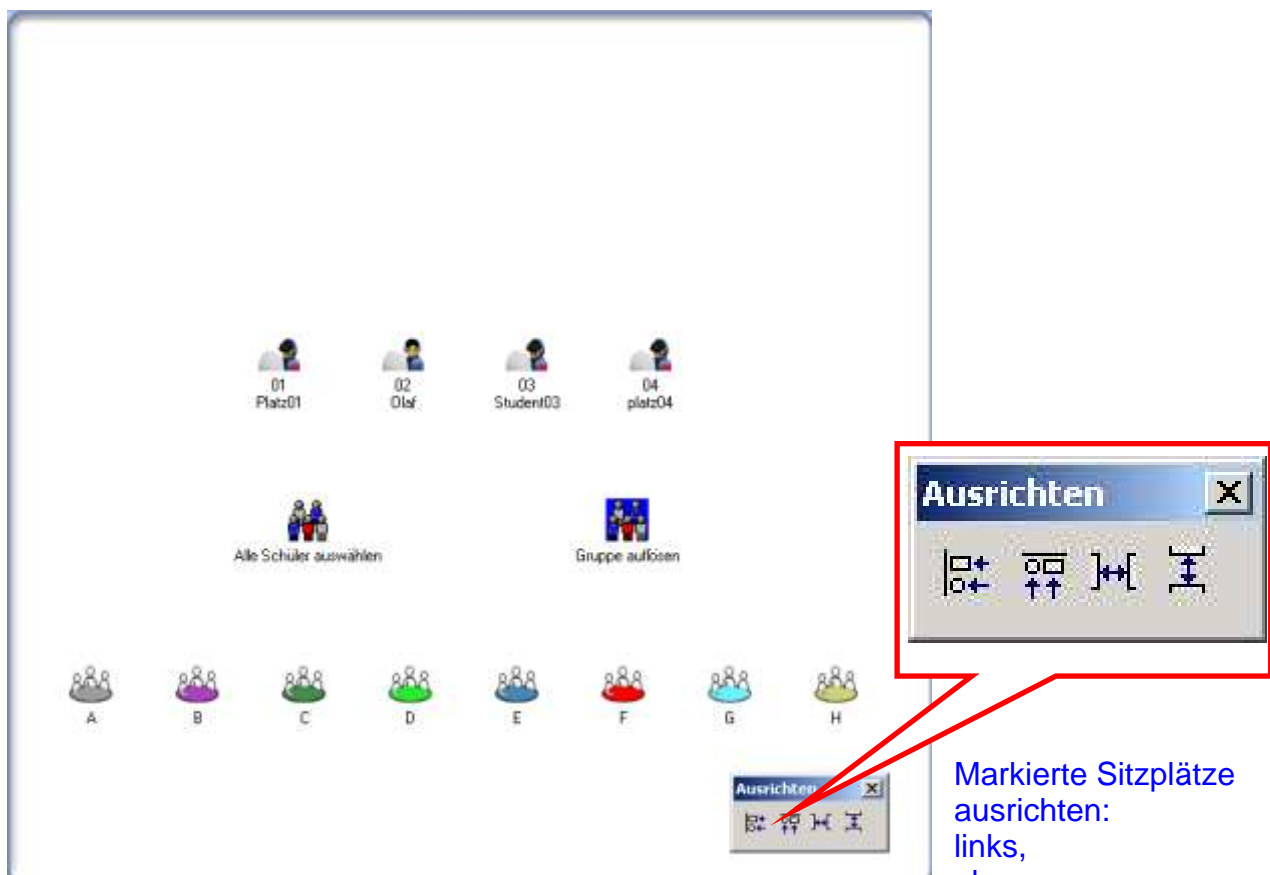 01
Platz01
02
Olaf
03
Student03
04
platz04
Alle Schüler auswählen
Gruppe auflösen
A
B
C
D
E
F
G
H
Ausrichten
Ausrichten
Markierte Sitzplätze
ausrichten:
links,